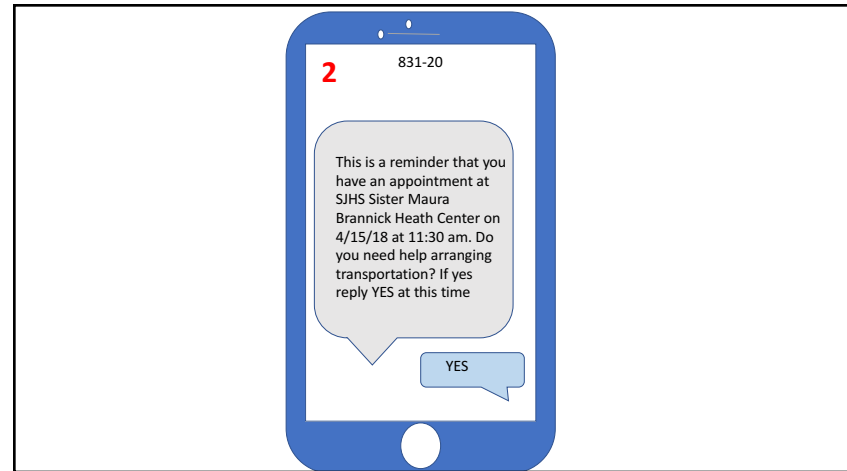 831-20
2
This is a reminder that you
have an appointment at
SJHS Sister Maura
Brannick Heath Center on
4/15/18 at 11:30 am. Do
you need help arranging
transportation? If yes
reply YES at this time
YES